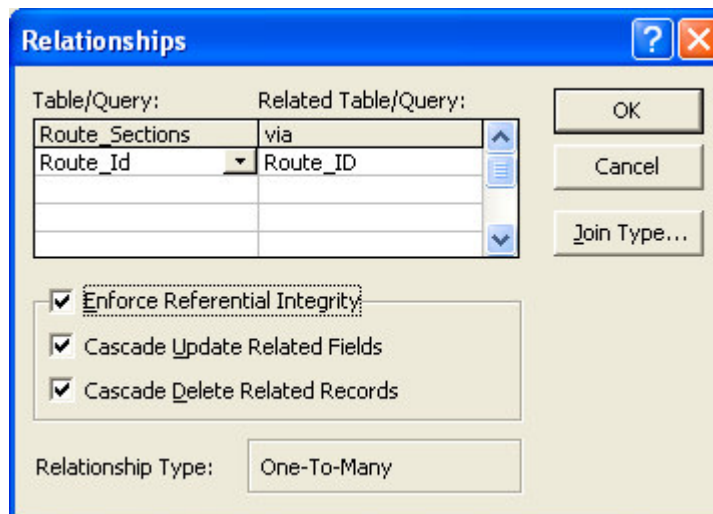 Relationships
Table/Query: Related Table/Query:
Route_Sections via
Route_Id Route_ID
OK
Cancel
Join Type...
Enforce Referential Integrity
Cascade Update Related Fields
Cascade Delete Related Records
Relationship Type: One-To-Many